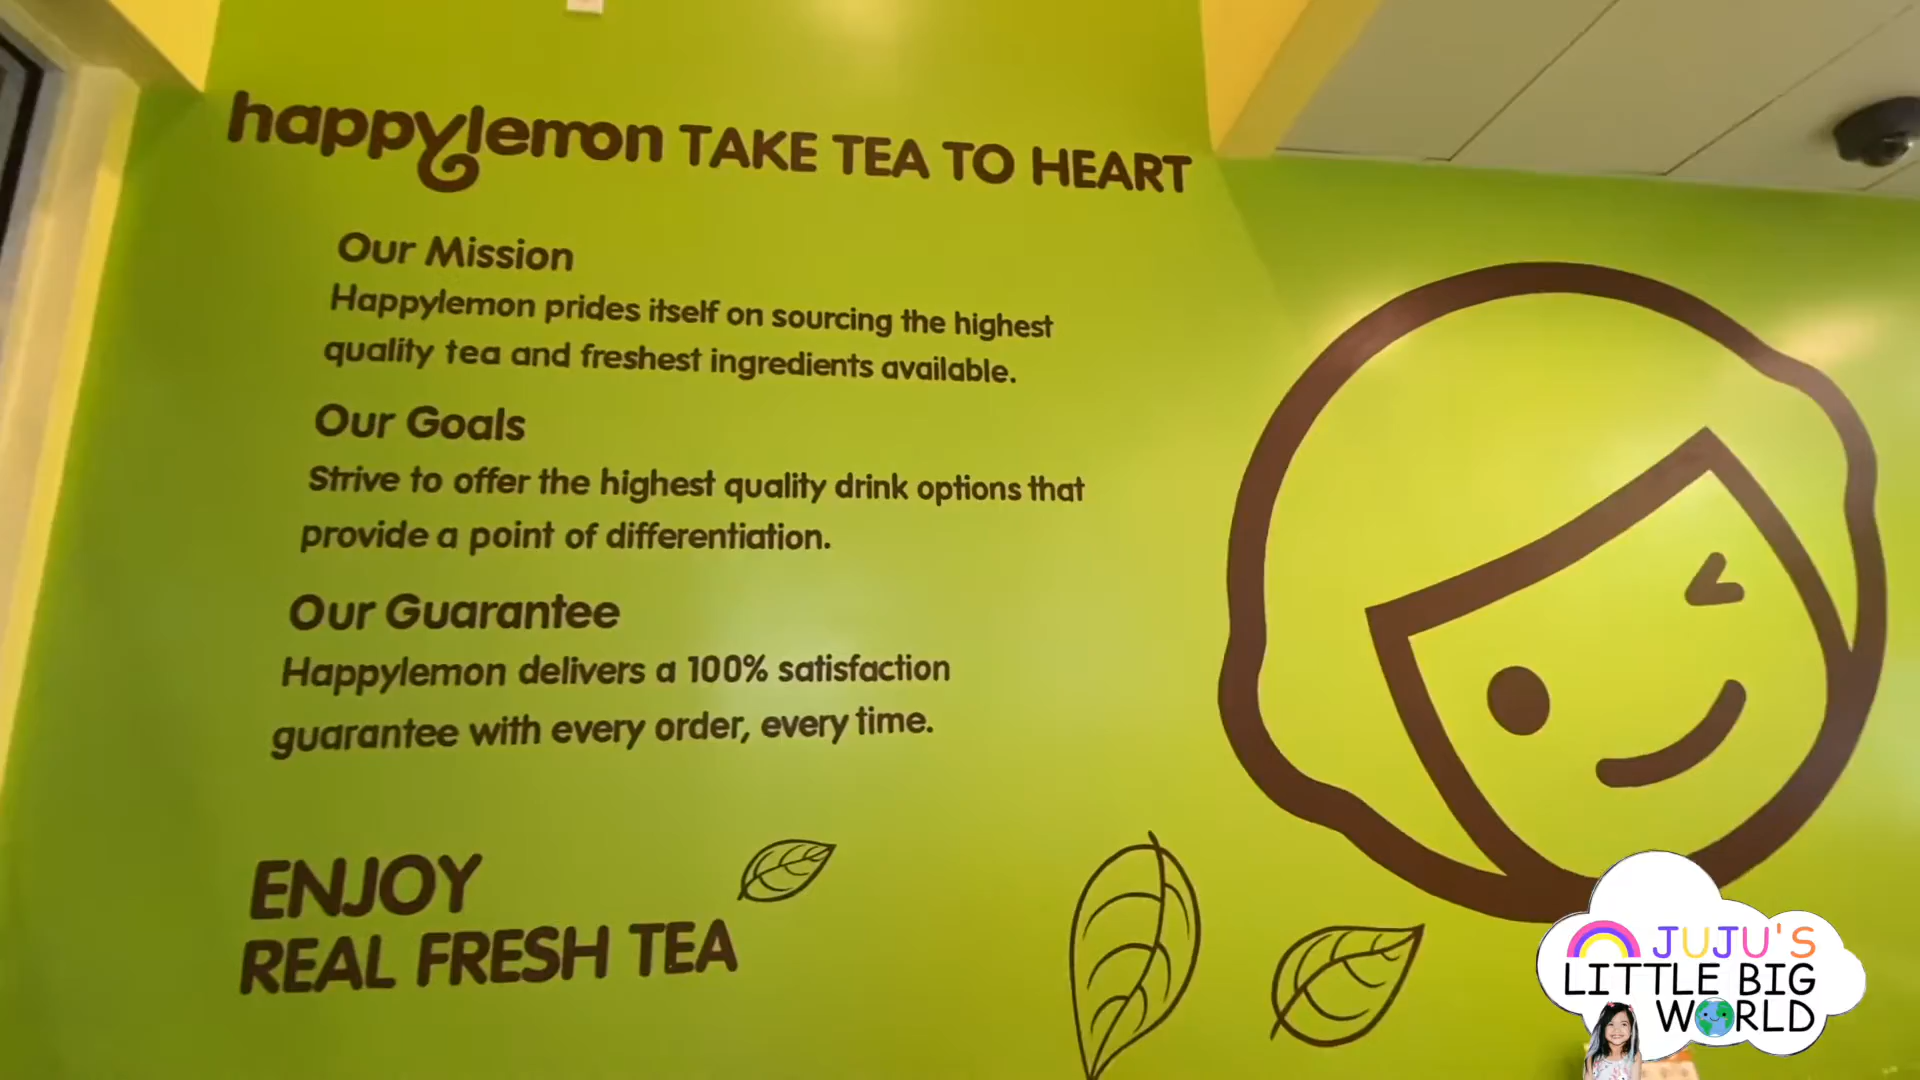 happylemon TAKE TEA TO HEART
Our Mission
Happylemon prides itself on sourcing the highest
quality tea and freshest ingredients available.
Our Goals
Strive to offer the highest quality drink options that
provide a point of differentiation.
Our Guarantee
Happylemon delivers a 100% satisfaction
guarantee with every order, every time.
ENJOY
REAL FRESH TEA
JUJU'S
LITTLE BIG
WORLD